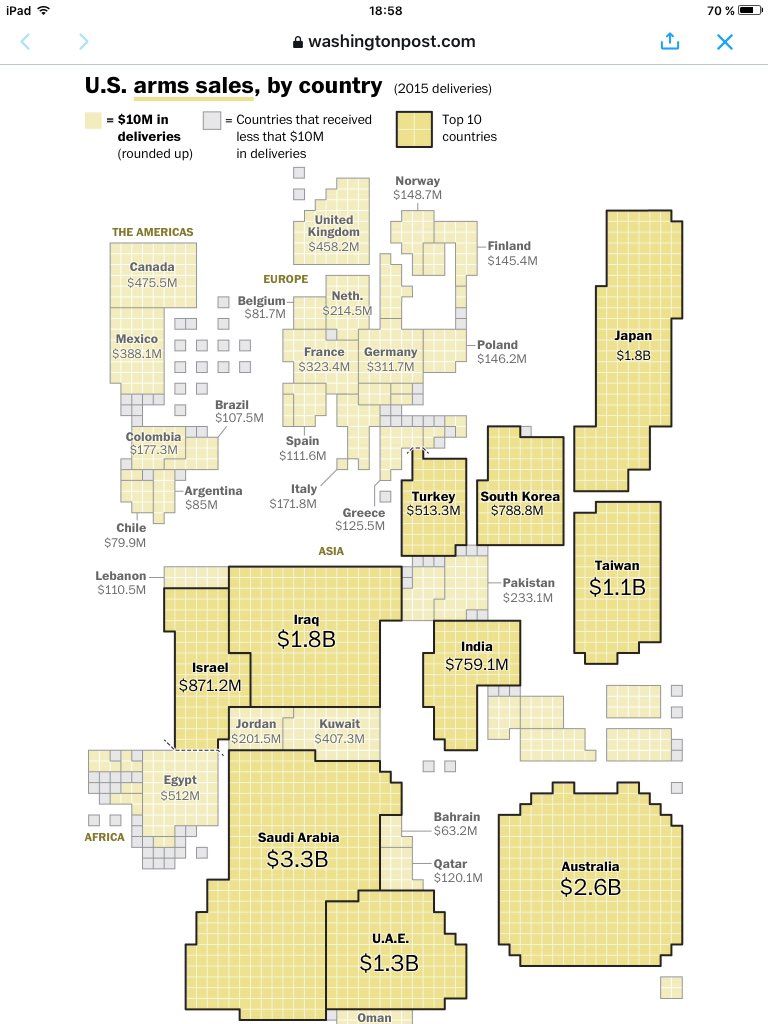 iPad
18:58
70 %
washingtonpost.com
U.S. arms sales, by country (2015 deliveries)
= $10M in
deliveries
(rounded up)
= Countries that received
less that $10M
in deliveries
Top 10
countries
Norway
$148.7M
United
Kingdom
$458.2M
THE AMERICAS
Finland
$145.4M
Canada
$475.5M
EUROPE
Belgium
$81.7M
Neth.
$214.5M
Mexico
$388.1M
France
$323.4M
Germany
$311.7M
Poland
$146.2M
Japan
$1.8B
Brazil
$107.5M
Colombia
$177.3M
Spain
$111.6M
Italy
$171.8M
Greece
$125.5M
Argentina
$85M
Chile
$79.9M
Turkey
$513.3M
South Korea
$788.8M
ASIA
Taiwan
$1.1B
Lebanon
$110.5M
Pakistan
$233.1M
Iraq
$1.8B
Israel
$871.2M
India
$759.1M
Jordan
$201.5M
Kuwait
$407.3M
Egypt
$512M
AFRICA
Saudi Arabia
$3.3B
Bahrain
$63.2M
Qatar
$120.1M
Australia
$2.6B
U.A.E.
$1.3B
Oman